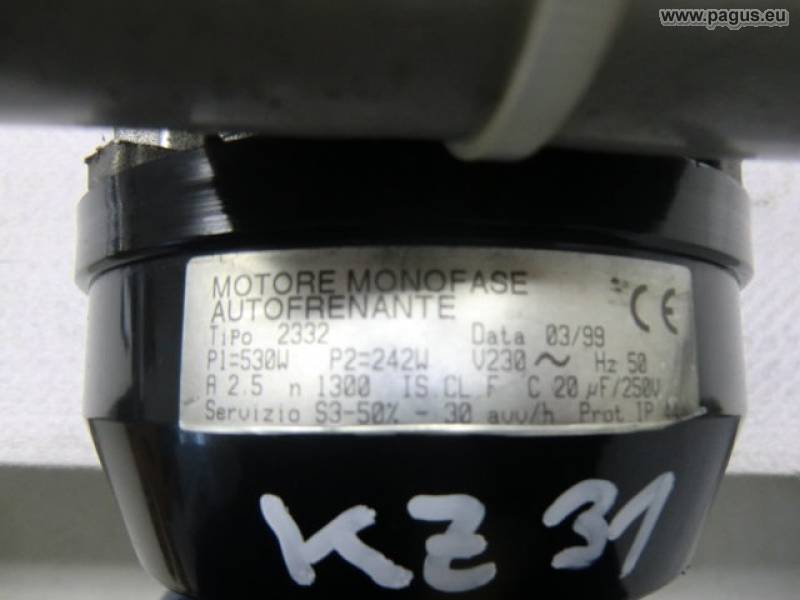 www.pagus.eu
MOTORE MONOFASE
AUTOFRENANTE
CE
Tipo 2332 Data 03/99
P1=530W P2=242W V230 ~ Hz 50
A 2.5 n 1300 IS.CL F C 20 µF/250V
Servizio S3-50% - 30 avv/h Prot IP
KZ 31